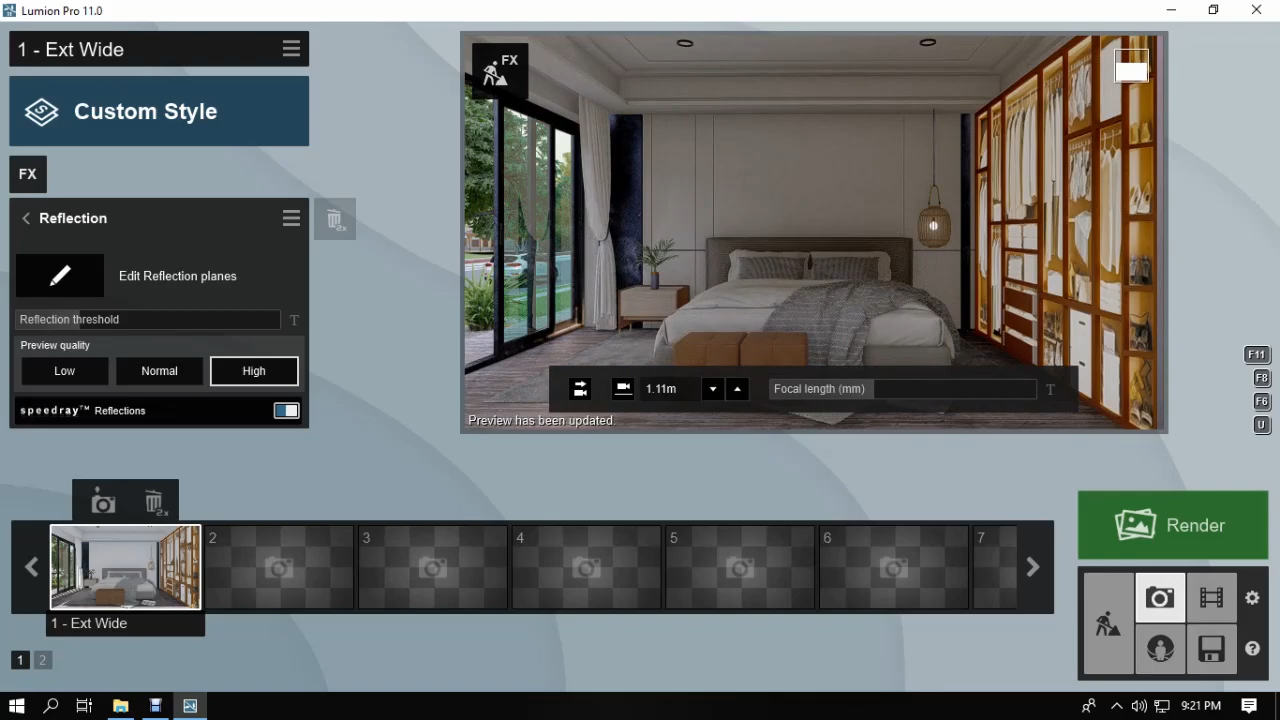 Lumion Pro 11.0
1 - Ext Wide
Custom Style
FX
Reflection
2x
Edit Reflection planes
Reflection threshold T
Preview quality
Low Normal High
speedray™ Reflections
FX
1.11m Focal length (mm) T
Preview has been updated.
F11
F8
F6
U
2x
2 3 4 5 6 7
1 - Ext Wide
1 2
Render
?
9:21 PM